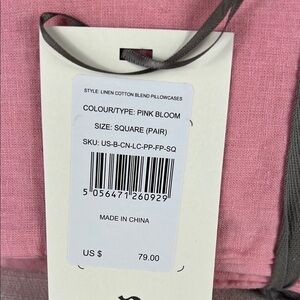 STYLE: LINEN COTTON BLEND PILLOWCASES
COLOUR/TYPE: PINK BLOOM
SIZE: SQUARE (PAIR)
SKU: US-B-CN-LC-PP-FP-SQ
5 056471 260929
MADE IN CHINA
US $ 79.00